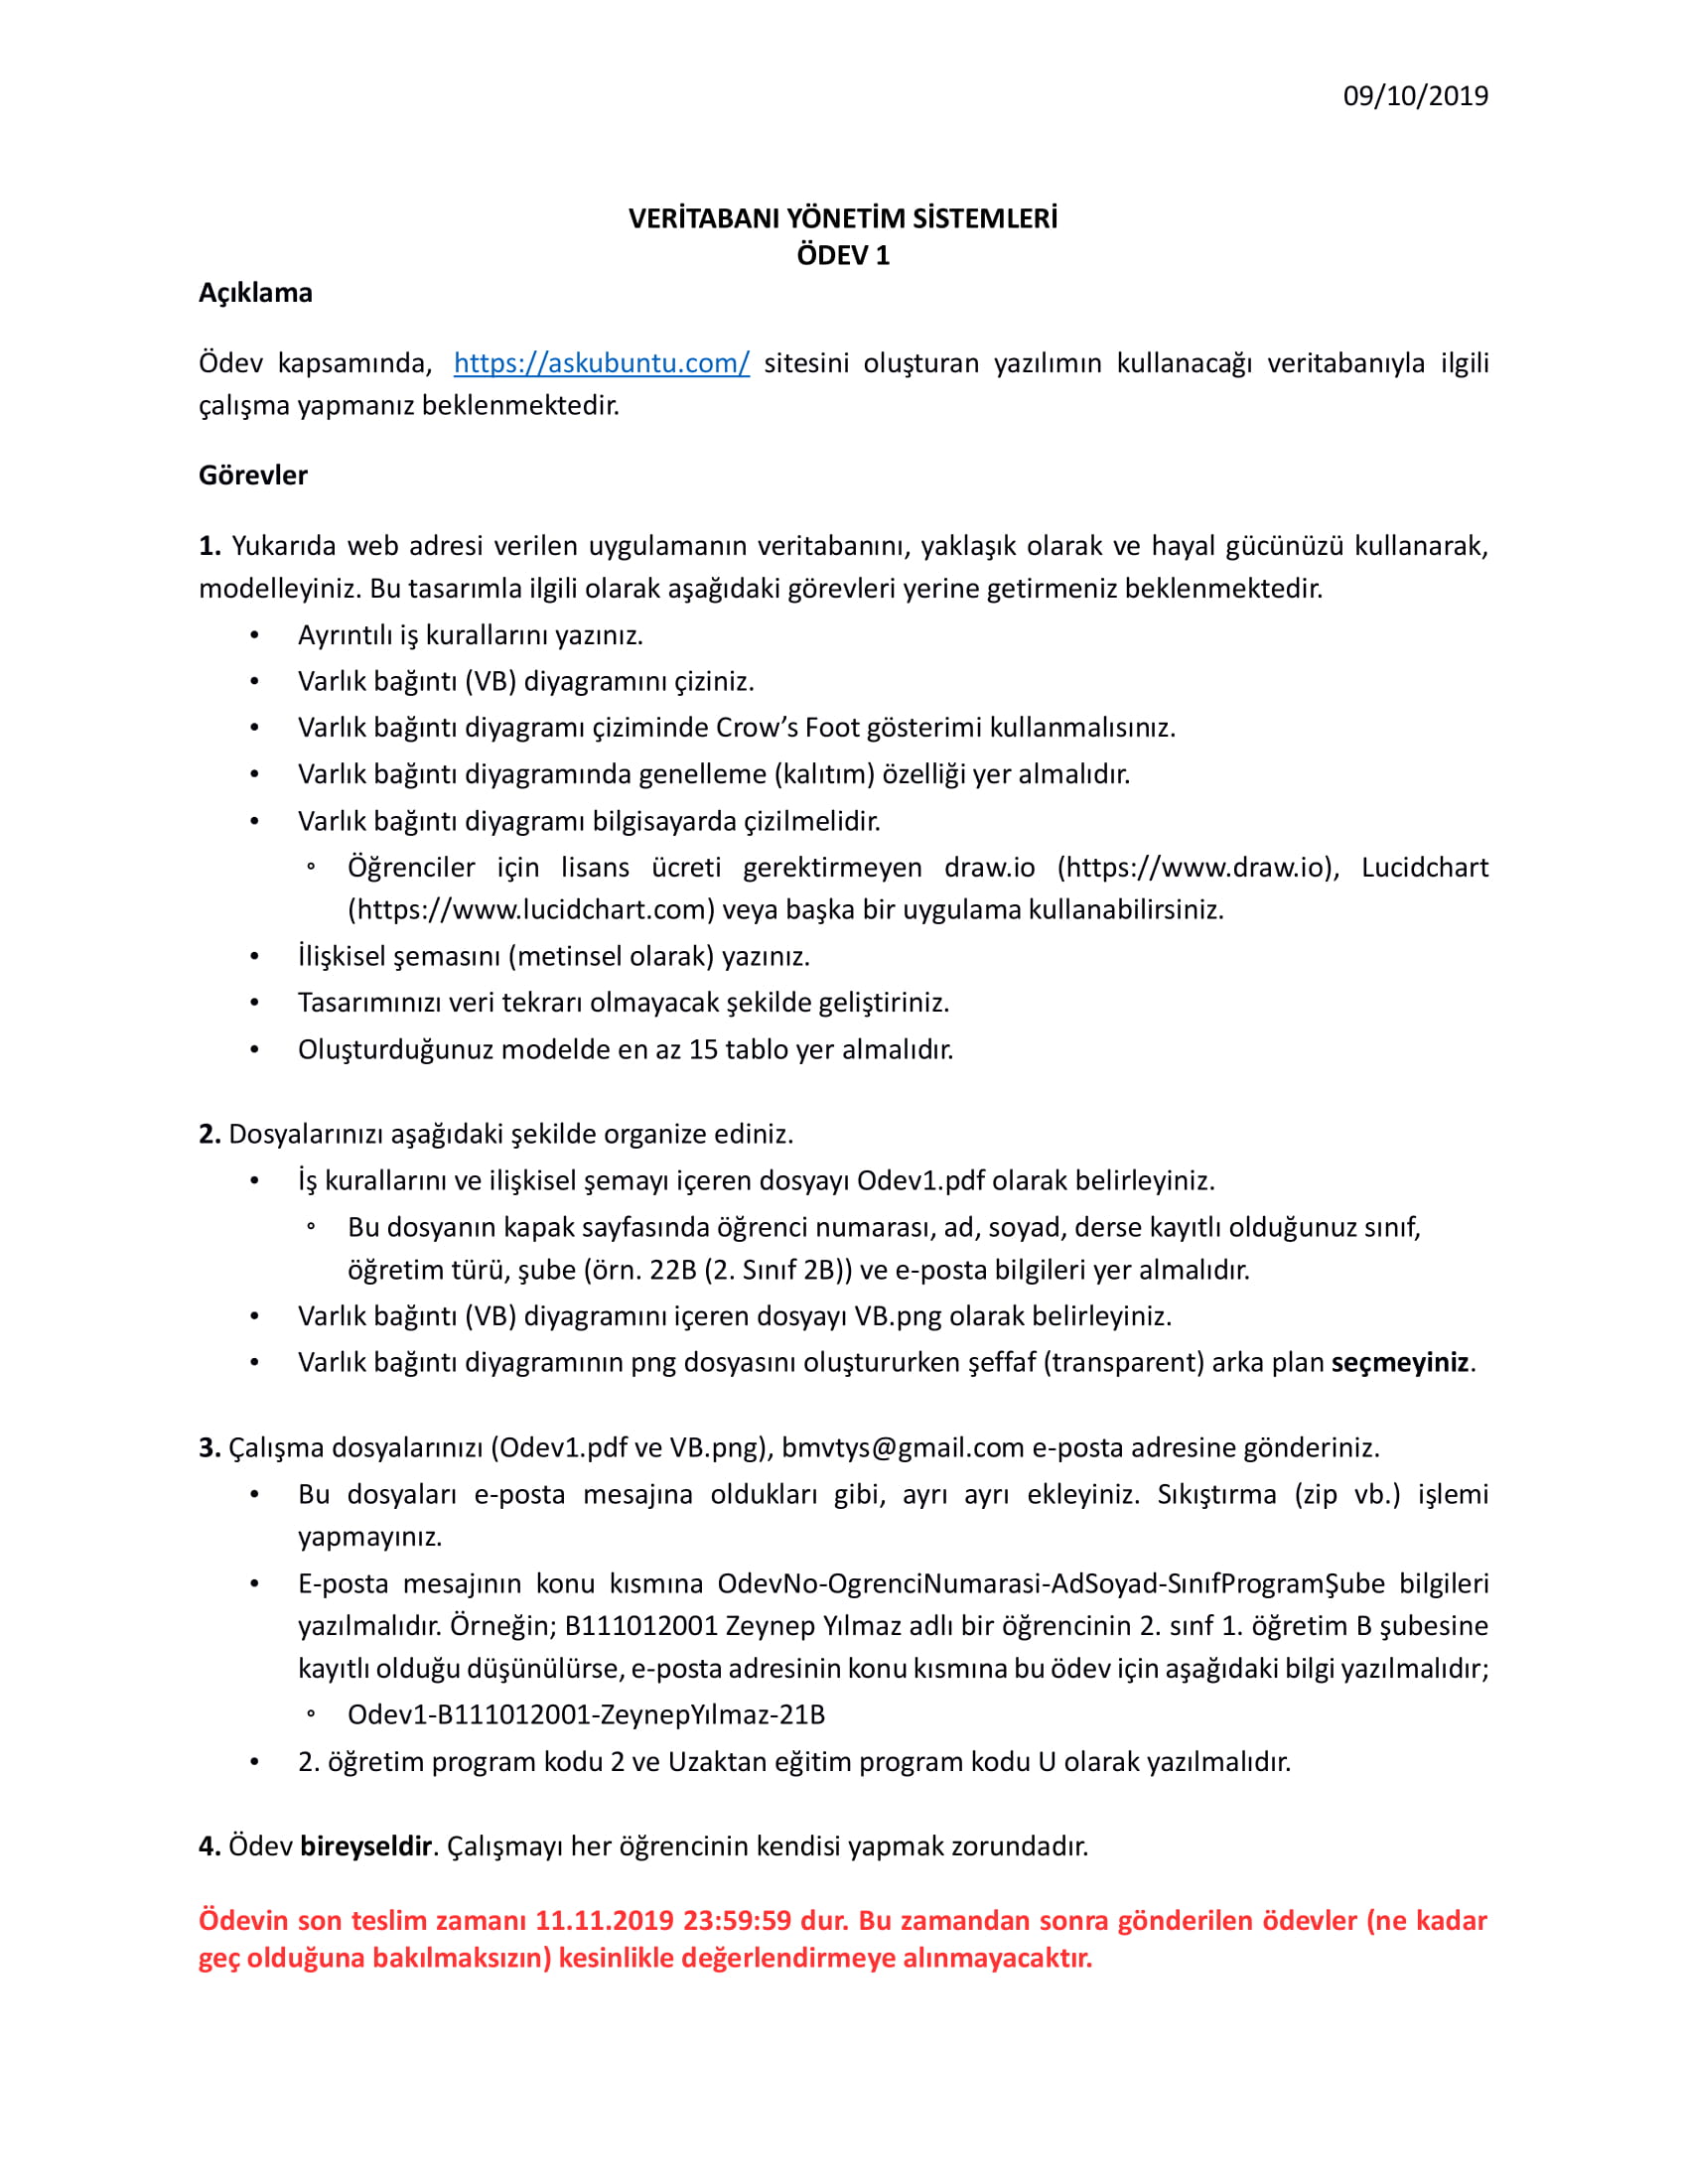 09/10/2019
VERİTABANI YÖNETİM SİSTEMLERİ
ÖDEV 1
Açıklama
Ödev kapsamında, https://askubuntu.com/ sitesini oluşturan yazılımın kullanacağı veritabanıyla ilgili
çalışma yapmanız beklenmektedir.
Görevler
1. Yukarıda web adresi verilen uygulamanın veritabanını, yaklaşık olarak ve hayal gücünüzü kullanarak,
modelleyiniz. Bu tasarımla ilgili olarak aşağıdaki görevleri yerine getirmeniz beklenmektedir.
• Ayrıntılı iş kurallarını yazınız.
• Varlık bağıntı (VB) diyagramını çiziniz.
• Varlık bağıntı diyagramı çiziminde Crow’s Foot gösterimi kullanmalısınız.
• Varlık bağıntı diyagramında genelleme (kalıtım) özelliği yer almalıdır.
• Varlık bağıntı diyagramı bilgisayarda çizilmelidir.
◦ Öğrenciler için lisans ücreti gerektirmeyen draw.io (https://www.draw.io), Lucidchart
(https://www.lucidchart.com) veya başka bir uygulama kullanabilirsiniz.
• İlişkisel şemasını (metinsel olarak) yazınız.
• Tasarımınızı veri tekrarı olmayacak şekilde geliştiriniz.
• Oluşturduğunuz modelde en az 15 tablo yer almalıdır.
2. Dosyalarınızı aşağıdaki şekilde organize ediniz.
• İş kurallarını ve ilişkisel şemayı içeren dosyayı Odev1.pdf olarak belirleyiniz.
◦ Bu dosyanın kapak sayfasında öğrenci numarası, ad, soyad, derse kayıtlı olduğunuz sınıf,
öğretim türü, şube (örn. 22B (2. Sınıf 2B)) ve e-posta bilgileri yer almalıdır.
• Varlık bağıntı (VB) diyagramını içeren dosyayı VB.png olarak belirleyiniz.
• Varlık bağıntı diyagramının png dosyasını oluştururken şeffaf (transparent) arka plan seçmeyiniz.
3. Çalışma dosyalarınızı (Odev1.pdf ve VB.png), bmvtys@gmail.com e-posta adresine gönderiniz.
• Bu dosyaları e-posta mesajına oldukları gibi, ayrı ayrı ekleyiniz. Sıkıştırma (zip vb.) işlemi
yapmayınız.
• E-posta mesajının konu kısmına OdevNo-OgrenciNumarasi-AdSoyad-SınıfProgramŞube bilgileri
yazılmalıdır. Örneğin; B111012001 Zeynep Yılmaz adlı bir öğrencinin 2. sınf 1. öğretim B şubesine
kayıtlı olduğu düşünülürse, e-posta adresinin konu kısmına bu ödev için aşağıdaki bilgi yazılmalıdır;
◦ Odev1-B111012001-ZeynepYılmaz-21B
• 2. öğretim program kodu 2 ve Uzaktan eğitim program kodu U olarak yazılmalıdır.
4. Ödev bireyseldir. Çalışmayı her öğrencinin kendisi yapmak zorundadır.
Ödevin son teslim zamanı 11.11.2019 23:59:59 dur. Bu zamandan sonra gönderilen ödevler (ne kadar
geç olduğuna bakılmaksızın) kesinlikle değerlendirmeye alınmayacaktır.